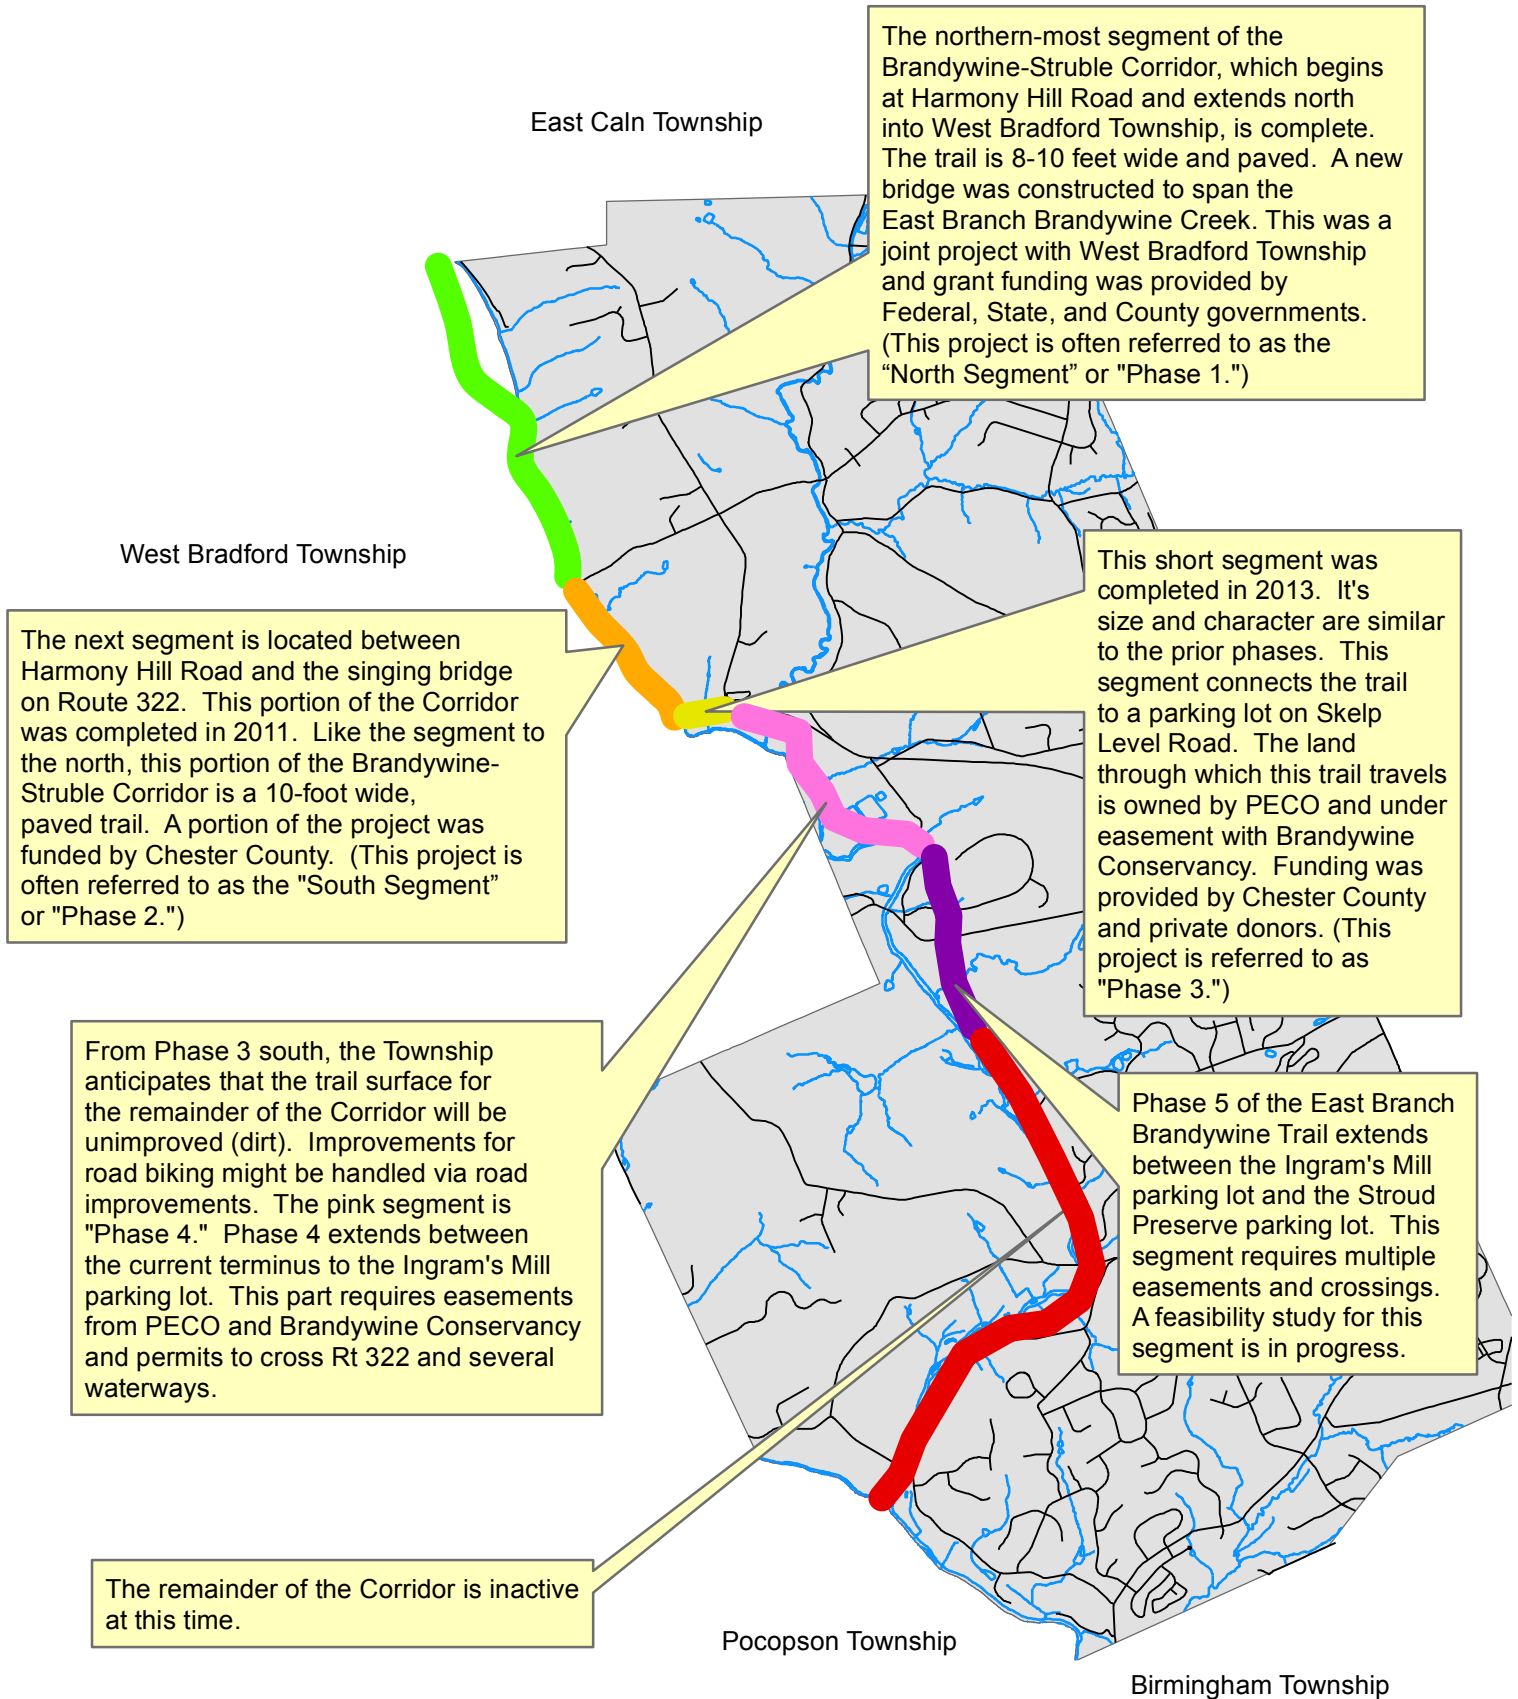 The northern-most segment of the
Brandywine-Struble Corridor, which begins
at Harmony Hill Road and extends north
into West Bradford Township, is complete.
The trail is 8-10 feet wide and paved.  A new
bridge was constructed to span the
East Branch Brandywine Creek. This was a
joint project with West Bradford Township
and grant funding was provided by
Federal, State, and County governments.
(This project is often referred to as the
“North Segment” or "Phase 1.")
East Caln Township
West Bradford Township
The next segment is located between
Harmony Hill Road and the singing bridge
on Route 322.  This portion of the Corridor
was completed in 2011.  Like the segment to
the north, this portion of the Brandywine-
Struble Corridor is a 10-foot wide,
paved trail.  A portion of the project was
funded by Chester County.  (This project is
often referred to as the "South Segment”
or "Phase 2.")
This short segment was
completed in 2013.  It's
size and character are similar
to the prior phases.  This
segment connects the trail
to a parking lot on Skelp
Level Road.  The land
through which this trail travels
is owned by PECO and under
easement with Brandywine
Conservancy.  Funding was
provided by Chester County
and private donors. (This
project is referred to as
"Phase 3.")
From Phase 3 south, the Township
anticipates that the trail surface for
the remainder of the Corridor will be
unimproved (dirt).  Improvements for
road biking might be handled via road
improvements.  The pink segment is
"Phase 4."  Phase 4 extends between
the current terminus to the Ingram's Mill
parking lot.  This part requires easements
from PECO and Brandywine Conservancy
and permits to cross Rt 322 and several
waterways.
Phase 5 of the East Branch
Brandywine Trail extends
between the Ingram's Mill
parking lot and the Stroud
Preserve parking lot.  This
segment requires multiple
easements and crossings.
A feasibility study for this
segment is in progress.
The remainder of the Corridor is inactive
at this time.
Pocopson Township
Birmingham Township